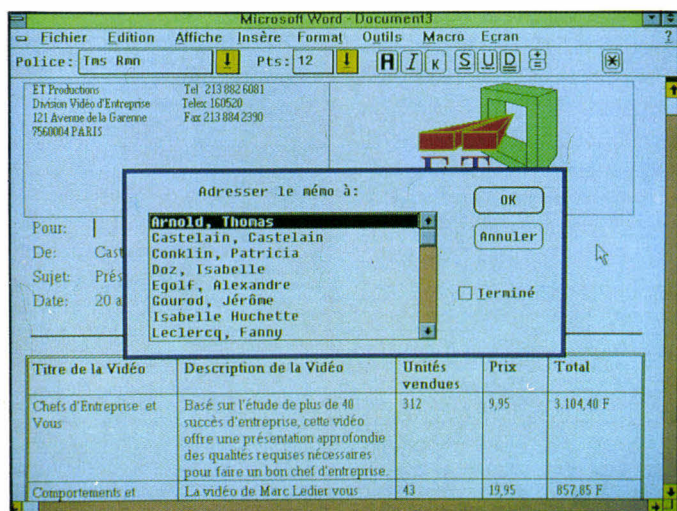 Microsoft Word - Document3
Fichier Edition Affiche Insère Format Outils Macro Ecran ?
Police: Tms Rmn Pts: 12 G I K S U D
ET Productions
Division Vidéo d'Entreprise
121 Avenue de la Garenne
7560004 PARIS
Tel 213 882 6081
Telex 160520
Fax 213 884 2390
ET
Adresser le mémo à:
Arnold, Thomas
Castelain, Castelain
Conklin, Patricia
Doz, Isabelle
Egolf, Alexandre
Gourod, Jérôme
Isabelle Huchette
Leclercq, Fanny
OK
Annuler
Terminé
Pour:
De: Cast
Sujet: Prés
Date: 20 a
Titre de la Vidéo Description de la Vidéo Unités vendues Prix Total
Chefs d'Entreprise et
Vous
Basé sur l'étude de plus de 40
succès d'entreprise, cette vidéo
offre une présentation approfondie
des qualités requises nécessaires
pour faire un bon chef d'entreprise.
312 9,95 3.104,40 F
Comportements et La vidéo de Marc Ledier vous 43 19,95 857,85 F